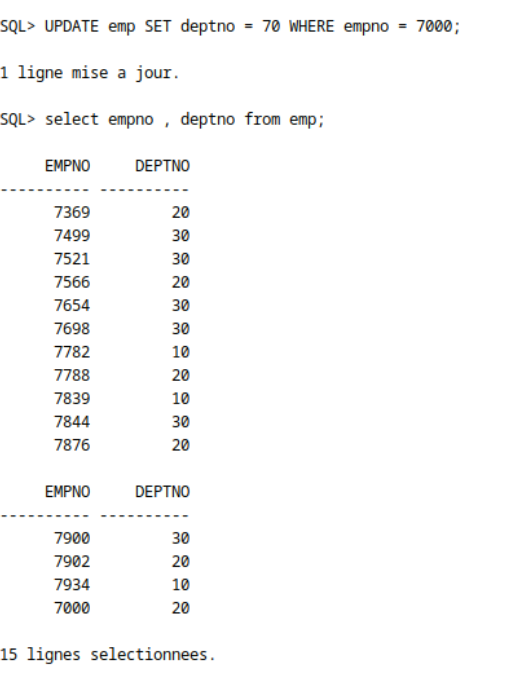 SQL> UPDATE emp SET deptno = 70 WHERE empno = 7000;
1 ligne mise a jour.
SQL> select empno , deptno from emp;
EMPNO DEPTNO
---------- ----------
7369 20
7499 30
7521 30
7566 20
7654 30
7698 30
7782 10
7788 20
7839 10
7844 30
7876 20
EMPNO DEPTNO
---------- ----------
7900 30
7902 20
7934 10
7000 20
15 lignes selectionnees.